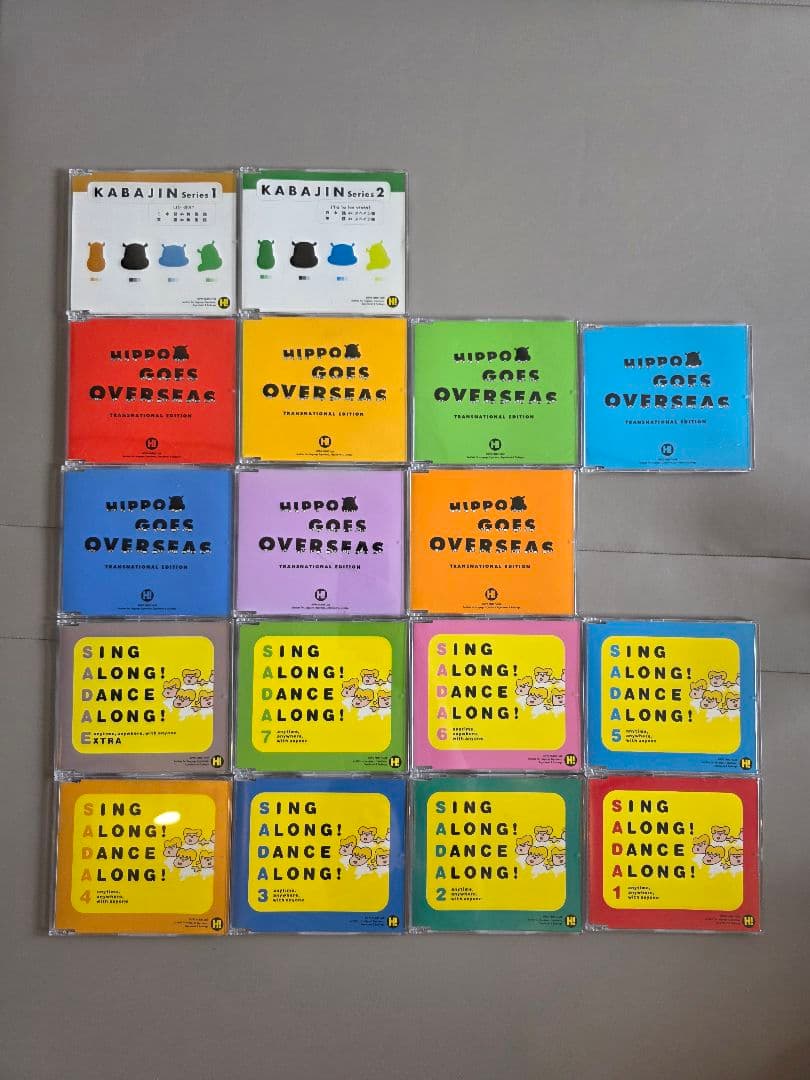 KABAJIN Series 1
KABAJIN Series 2
HIPPO
GOES
OVERSEAS
TRANSNATIONAL EDITION
H!
HIPPO
GOES
OVERSEAS
TRANSNATIONAL EDITION
H!
HIPPO
GOES
OVERSEAS
TRANSNATIONAL EDITION
H!
HIPPO
GOES
OVERSEAS
TRANSNATIONAL EDITION
H!
HIPPO
GOES
OVERSEAS
TRANSNATIONAL EDITION
H!
HIPPO
GOES
OVERSEAS
TRANSNATIONAL EDITION
H!
HIPPO
GOES
OVERSEAS
TRANSNATIONAL EDITION
H!
SING
ALONG!
DANCE
ALONG!
anytime, anywhere, with anyone
EXTRA
H!
SING
ALONG!
DANCE
ALONG!
7 anytime,
anywhere,
with anyone
H!
SING
ALONG!
DANCE
ALONG!
6 anytime,
anywhere,
with anyone
H!
SING
ALONG!
DANCE
ALONG!
5 anytime,
anywhere,
with anyone
H!
SING
ALONG!
DANCE
ALONG!
4 anytime,
anywhere,
with anyone
H!
SING
ALONG!
DANCE
ALONG!
3 anytime,
anywhere,
with anyone
H!
SING
ALONG!
DANCE
ALONG!
2 anytime,
anywhere,
with anyone
H!
SING
ALONG!
DANCE
ALONG!
1 anytime,
anywhere,
with anyone
H!